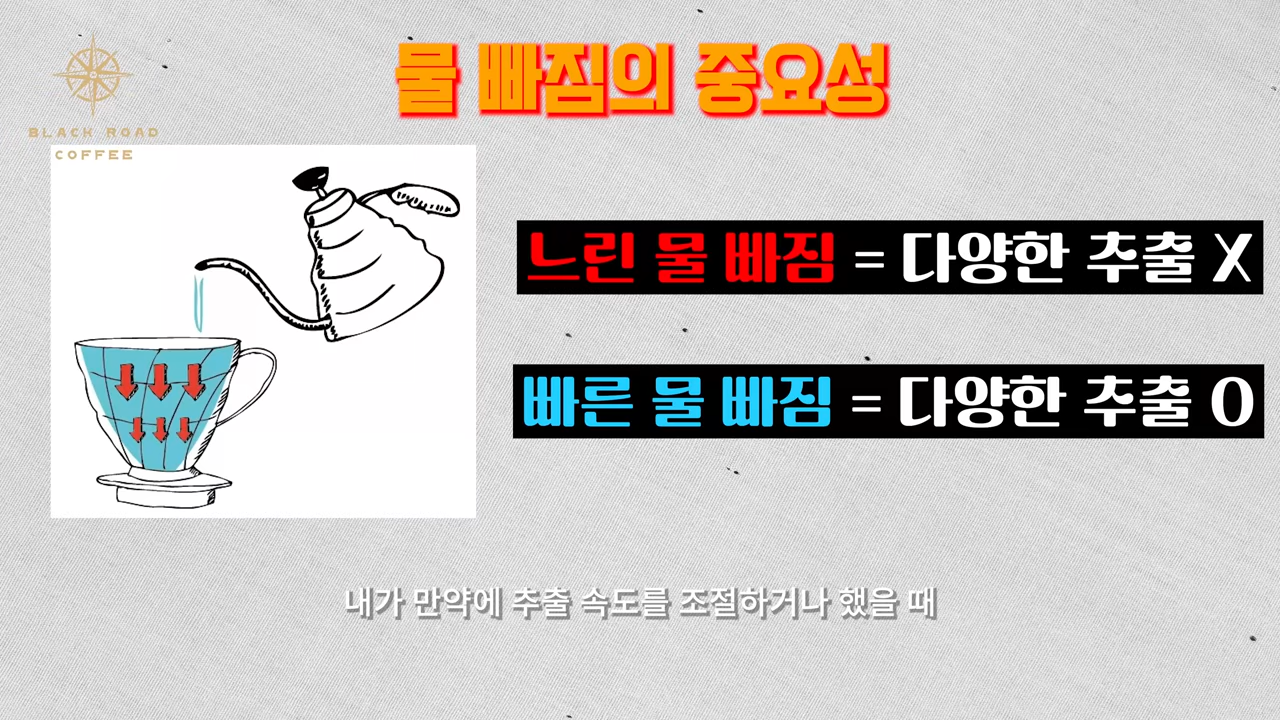 BLACK ROAD
COFFEE
물 빠짐의 중요성
느린 물 빠짐 = 다양한 추출 X
빠른 물 빠짐 = 다양한 추출 O
내가 만약에 추출 속도를 조절하거나 했을 때